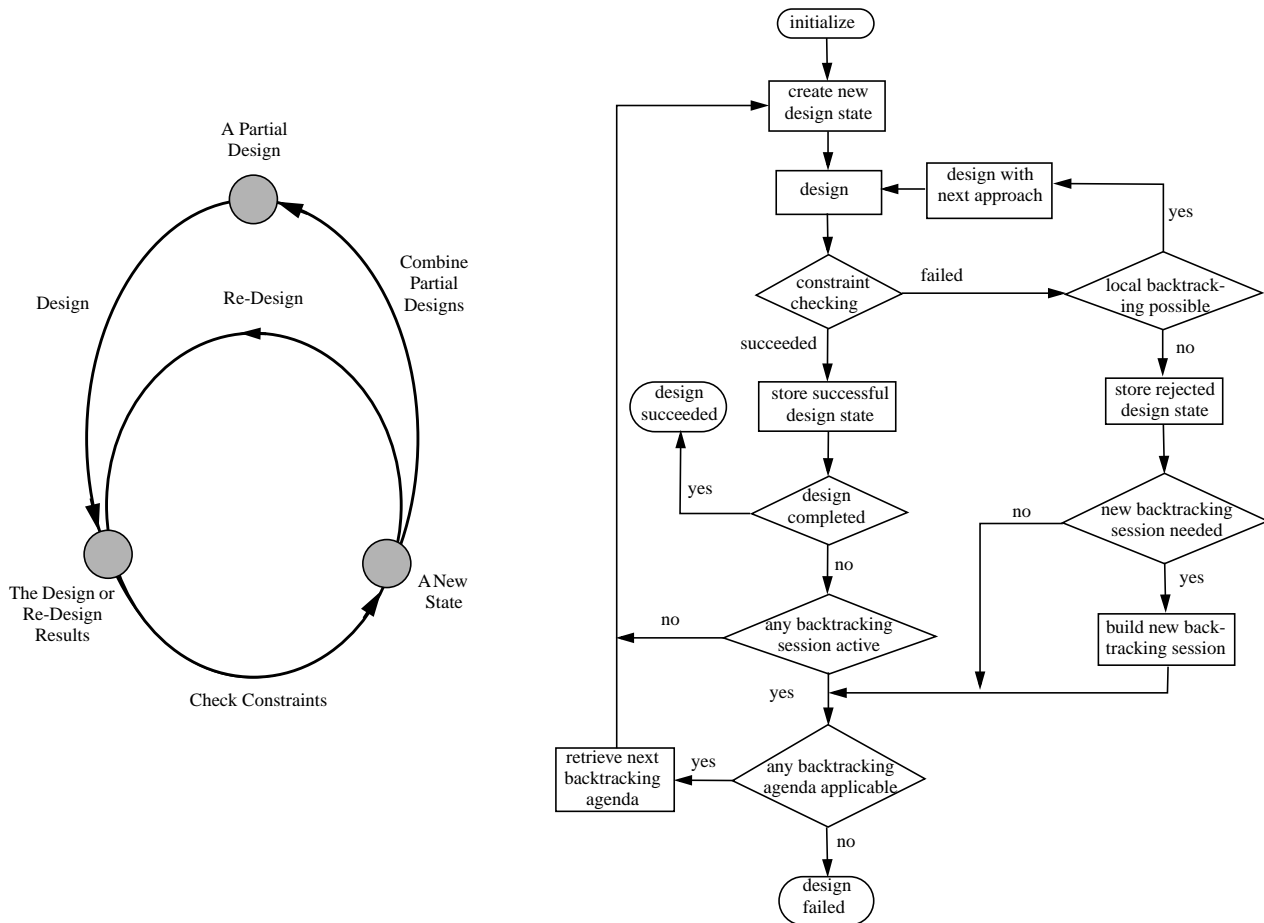 A Partial
Design
Design
Re-Design
Combine
Partial
Designs
The Design or
Re-Design
Results
A New
State
Check Constraints
initialize
create new
design state
design
design with
next approach
yes
constraint
checking
failed
local backtrack-
ing possible
succeeded
no
design
succeeded
store successful
design state
store rejected
design state
yes
design
completed
no
new backtracking
session needed
no
yes
no
any backtracking
session active
build new back-
tracking session
yes
retrieve next
backtracking
agenda
yes
any backtracking
agenda applicable
no
design
failed